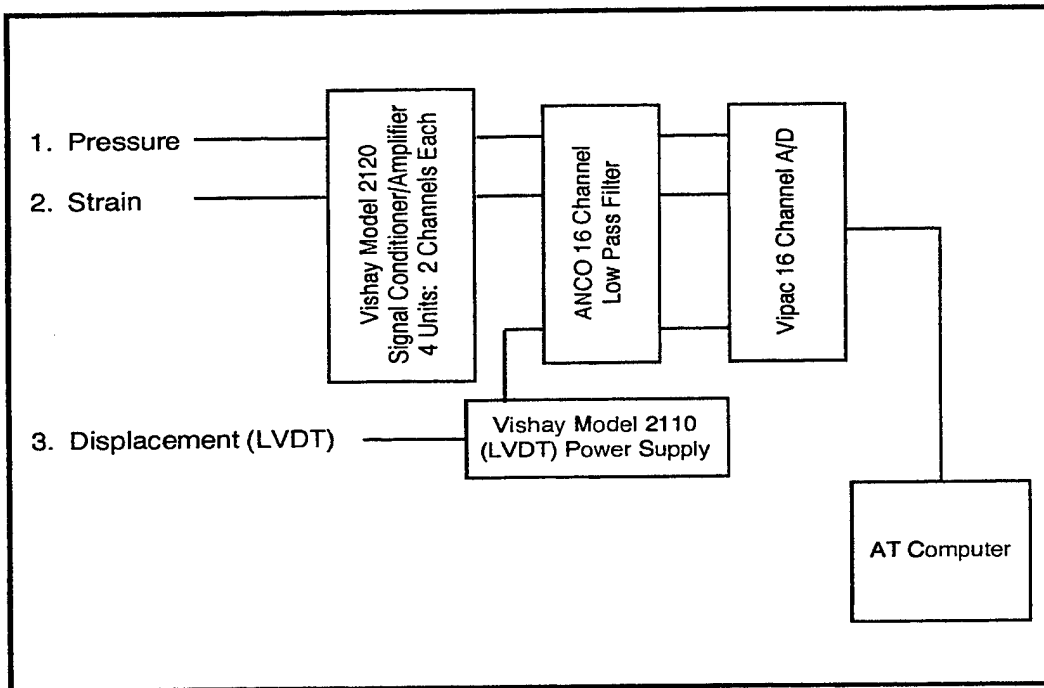 1. Pressure
2. Strain
Vishay Model 2120
Signal Conditioner/Amplifier
4 Units: 2 Channels Each
ANCO 16 Channel
Low Pass Filter
Vipac 16 Channel A/D
3. Displacement (LVDT)
Vishay Model 2110
(LVDT) Power Supply
AT Computer